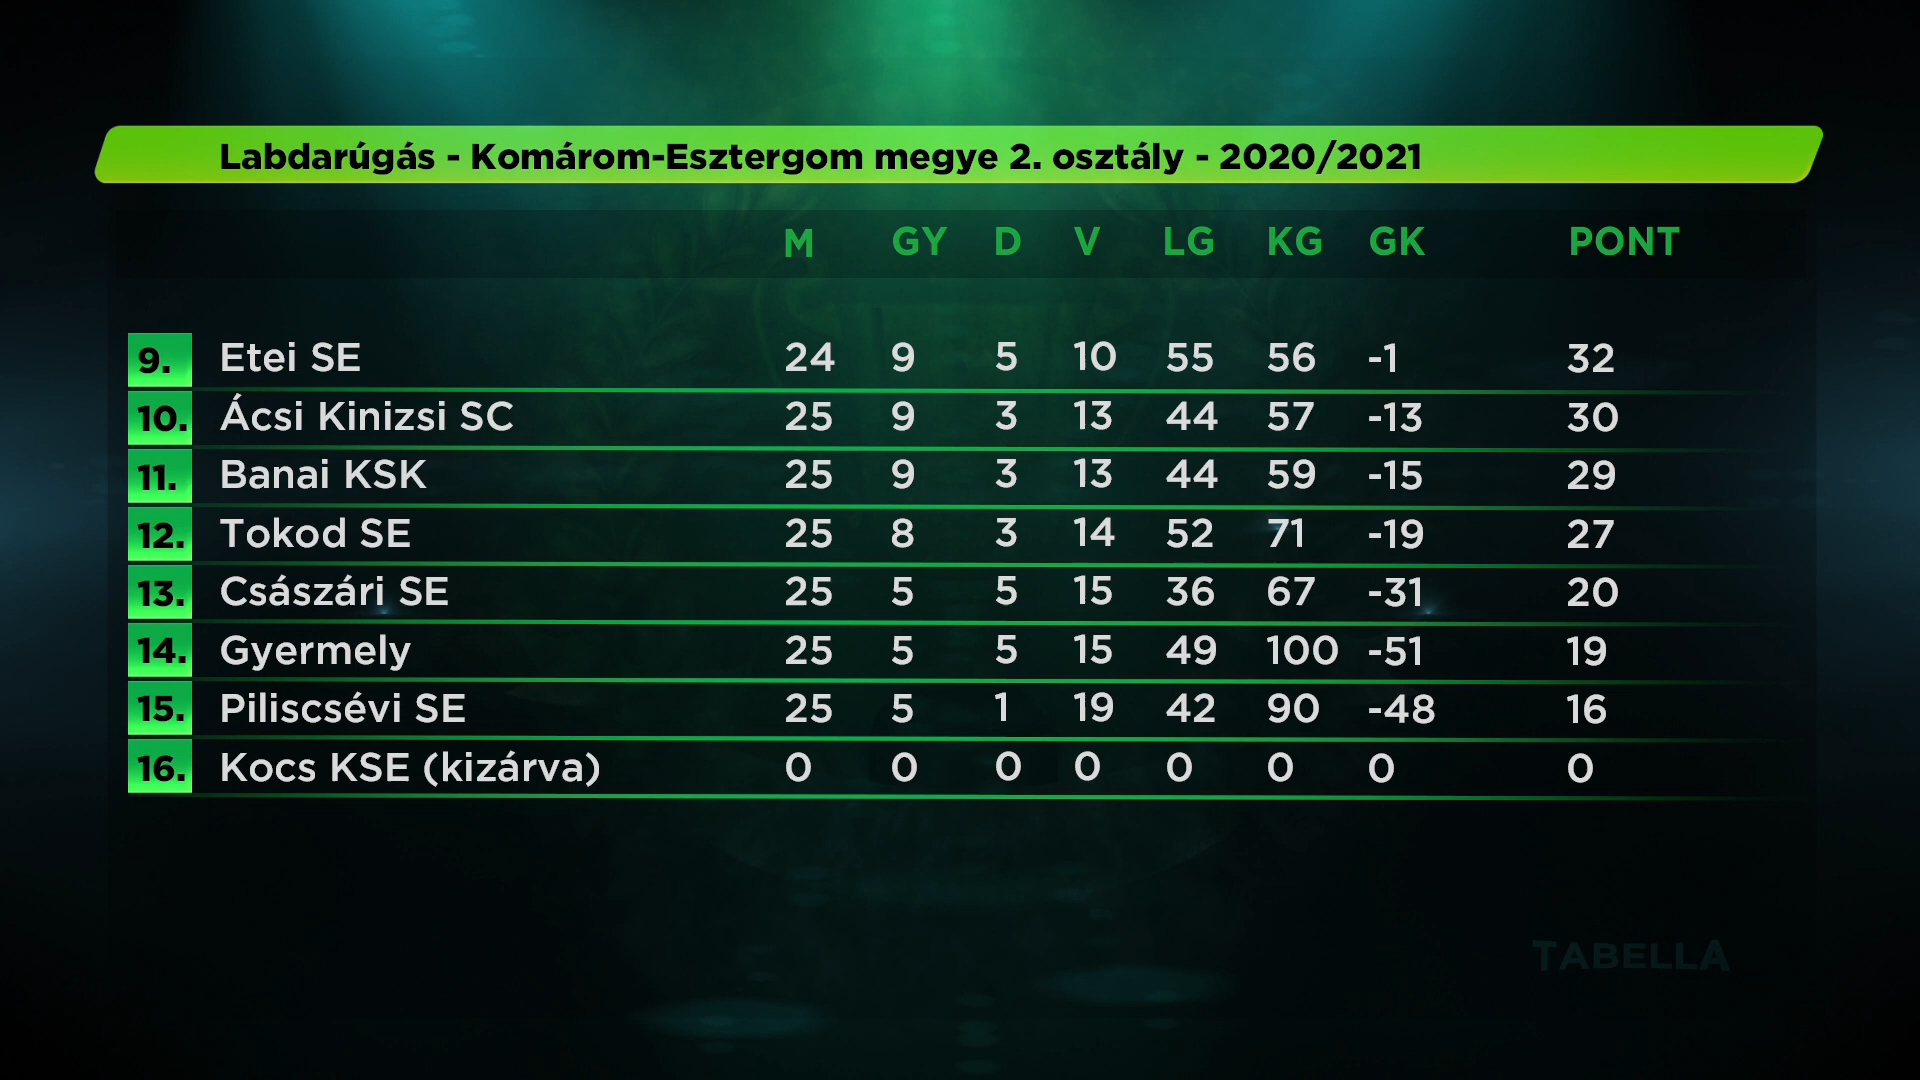 Labdarúgás - Komárom-Esztergom megye 2. osztály - 2020/2021
M GY D V LG KG GK PONT
9. Etei SE 24 9 5 10 55 56 -1 32
10. Ácsi Kinizsi SC 25 9 3 13 44 57 -13 30
11. Banai KSK 25 9 3 13 44 59 -15 29
12. Tokod SE 25 8 3 14 52 71 -19 27
13. Császári SE 25 5 5 15 36 67 -31 20
14. Gyermely 25 5 5 15 49 100 -51 19
15. Piliscsévi SE 25 5 1 19 42 90 -48 16
16. Kocs KSE (kizárva) 0 0 0 0 0 0 0 0
TABELLA